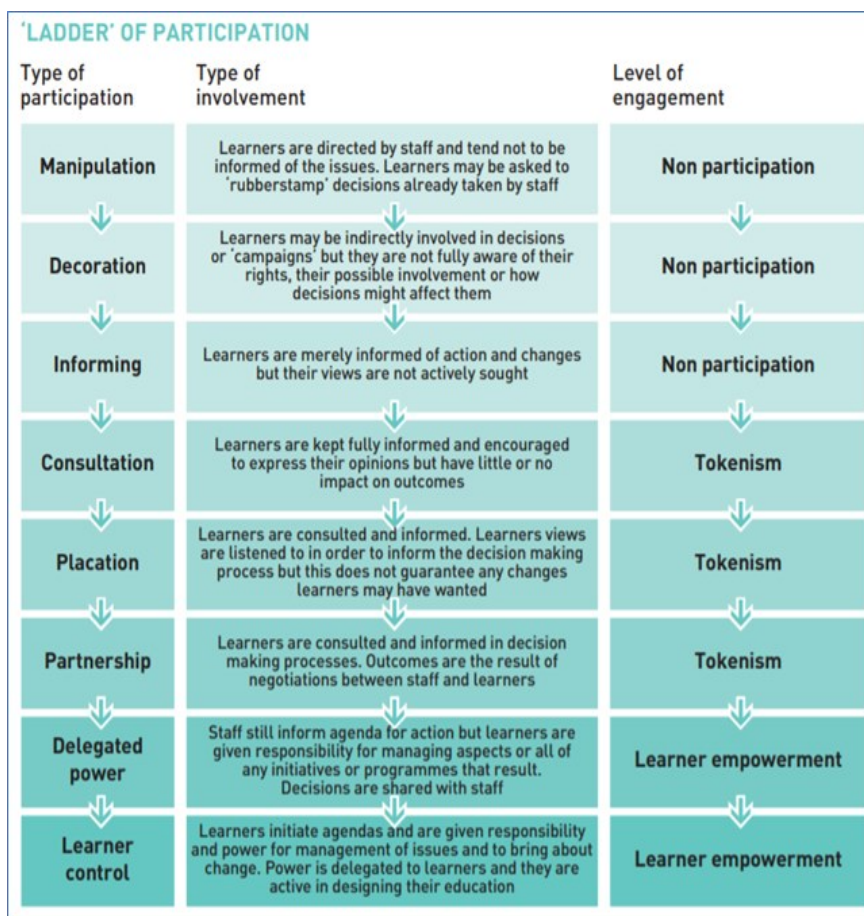 ‘LADDER’ OF PARTICIPATION
Type of
participation
Type of
involvement
Level of
engagement
Manipulation
Learners are directed by staff and tend not to be
informed of the issues. Learners may be asked to
‘rubberstamp’ decisions already taken by staff
Non participation
Decoration
Learners may be indirectly involved in decisions
or ‘campaigns’ but they are not fully aware of their
rights, their possible involvement or how
decisions might affect them
Non participation
Informing
Learners are merely informed of action and changes
but their views are not actively sought
Non participation
Consultation
Learners are kept fully informed and encouraged
to express their opinions but have little or no
impact on outcomes
Tokenism
Placation
Learners are consulted and informed. Learners views
are listened to in order to inform the decision making
process but this does not guarantee any changes
learners may have wanted
Tokenism
Partnership
Learners are consulted and informed in decision
making processes. Outcomes are the result of
negotiations between staff and learners
Tokenism
Delegated
power
Staff still inform agenda for action but learners are
given responsibility for managing aspects or all of
any initiatives or programmes that result.
Decisions are shared with staff
Learner empowerment
Learner
control
Learners initiate agendas and are given responsibility
and power for management of issues and to bring about
change. Power is delegated to learners and they are
active in designing their education
Learner empowerment